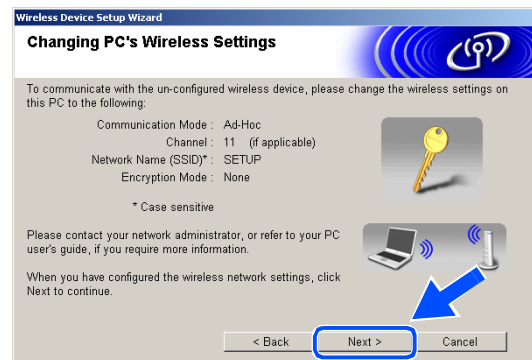 Wireless Device Setup Wizard
Changing PC's Wireless Settings
To communicate with the un-configured wireless device, please change the wireless settings on
this PC to the following:
Communication Mode : Ad-Hoc
Channel : 11 (if applicable)
Network Name (SSID)* : SETUP
Encryption Mode : None
* Case sensitive
Please contact your network administrator, or refer to your PC
user's guide, if you require more information.
When you have configured the wireless network settings, click
Next to continue.
< Back Next > Cancel